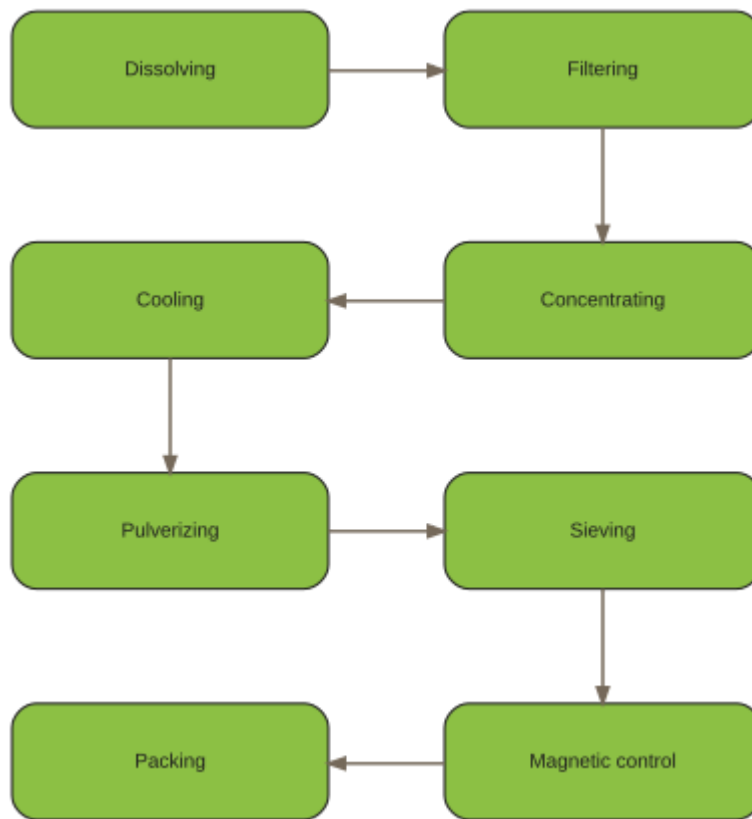 Dissolving
Filtering
Cooling
Concentrating
Pulverizing
Sieving
Packing
Magnetic control